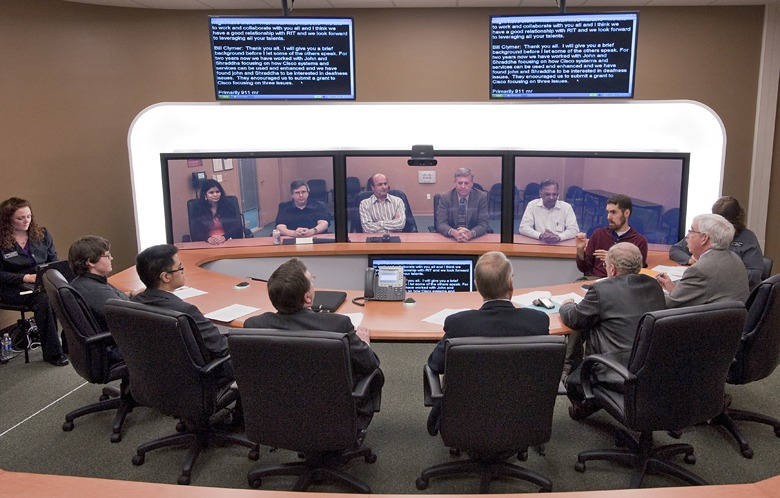 to work and collaborate with you all and I think we
have a good relationship with RIT and we look forward
to leveraging all your talents.
Bill Clymer: Thank you all. I will give you a brief
background before I let some of the others speak. For
two years now we have worked with John and
Shraddha focusing on how Cisco systems and
services can be used and enhanced and we have
found john and Shraddha to be interested in deafness
issues. They encouraged us to submit a grant to
Cisco focusing on three issues.
Primarily 911 mr
to work and collaborate with you all and I think we
have a good relationship with RIT and we look forward
to leveraging all your talents.
Bill Clymer: Thank you all. I will give you a brief
background before I let some of the others speak. For
two years now we have worked with John and
Shraddha focusing on how Cisco systems and
services can be used and enhanced and we have
found john and Shraddha to be interested in deafness
issues. They encouraged us to submit a grant to
Cisco focusing on three issues.
Primarily 911 mr